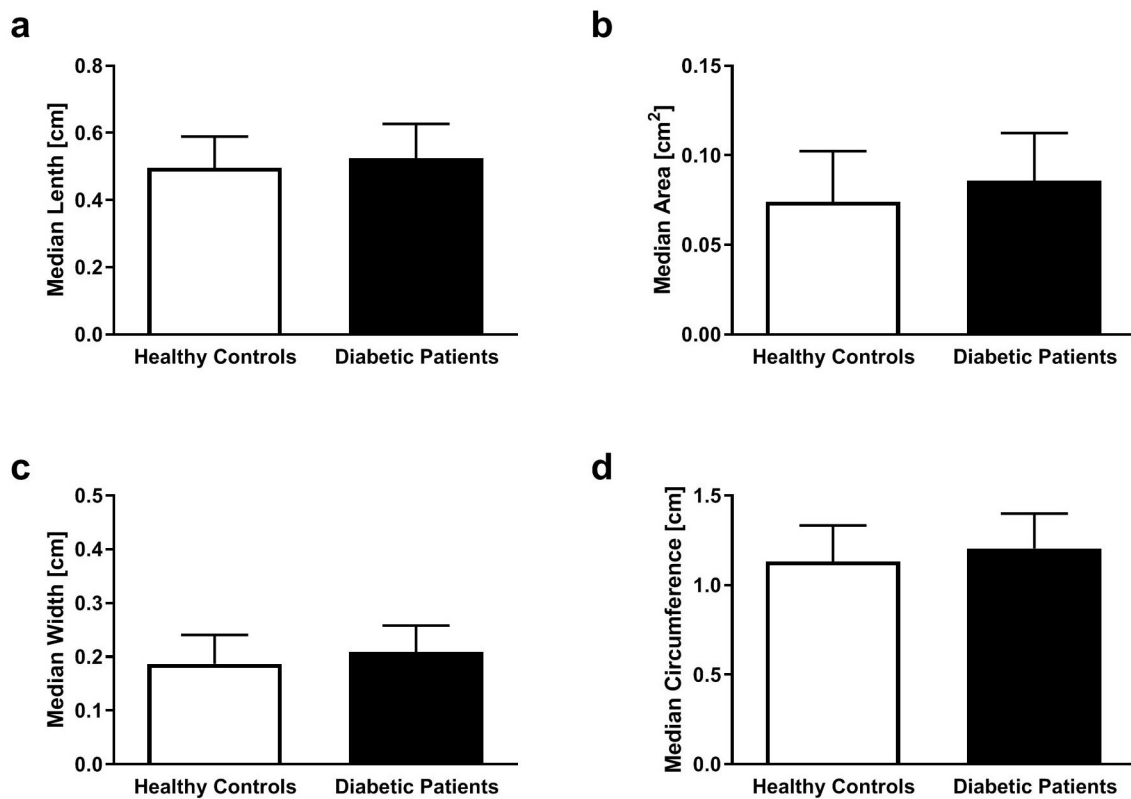 a
Median Lenth [cm]
0.8
0.6
0.4
0.2
0.0
Healthy Controls Diabetic Patients
b
Median Area [cm²]
0.15
0.10
0.05
0.00
Healthy Controls Diabetic Patients
c
Median Width [cm]
0.5
0.4
0.3
0.2
0.1
0.0
Healthy Controls Diabetic Patients
d
Median Circumference [cm]
1.5
1.0
0.5
0.0
Healthy Controls Diabetic Patients